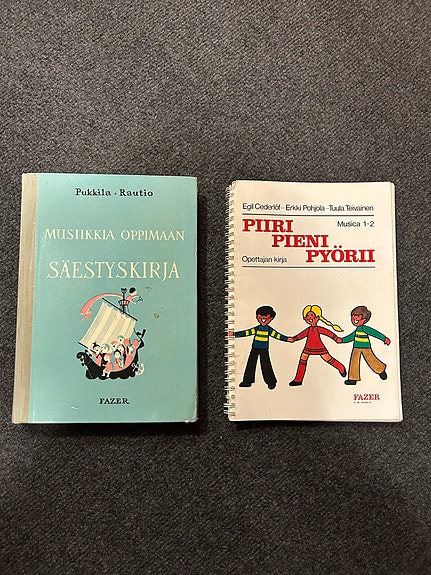 Pukkila · Rautio
MUSIIKKIA OPPIMAAN
SÄESTYSKIRJA
FAZER
Egil Cederlöf – Erkki Pohjola – Tuula Teivainen
PIIRI
Musica 1-2
PIENI
PYÖRII
Opettajan kirja
FAZER